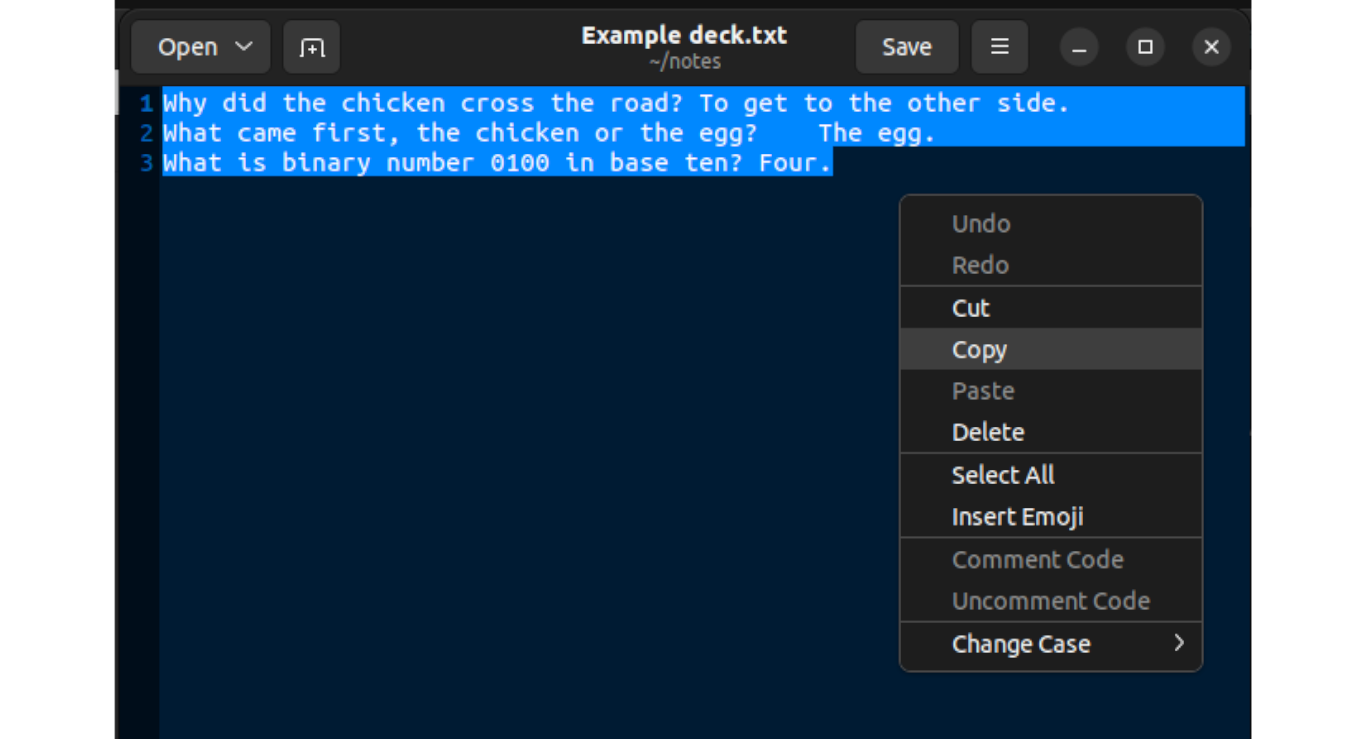 Open
Example deck.txt
~/notes
Save
1 Why did the chicken cross the road? To get to the other side.
2 What came first, the chicken or the egg?    The egg.
3 What is binary number 0100 in base ten? Four.
Undo
Redo
Cut
Copy
Paste
Delete
Select All
Insert Emoji
Comment Code
Uncomment Code
Change Case